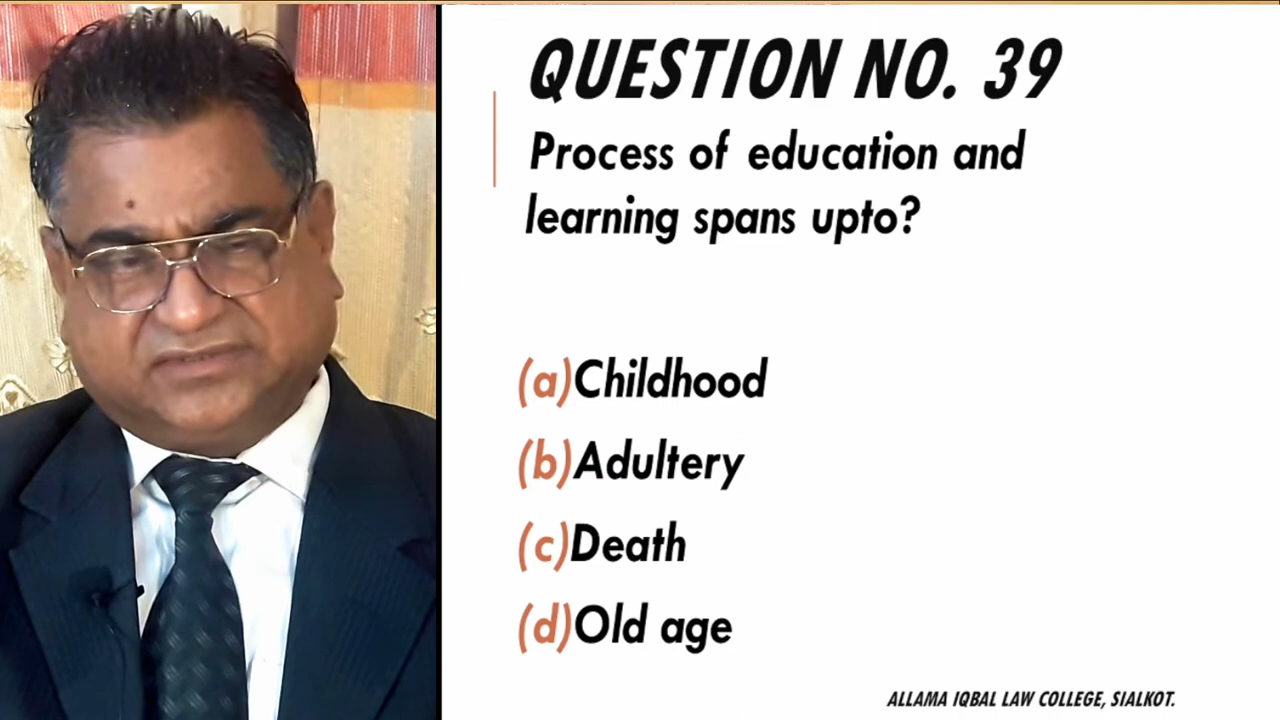 QUESTION NO. 39
Process of education and
learning spans upto?
(a)Childhood
(b)Adultery
(c)Death
(d)Old age
ALLAMA IQBAL LAW COLLEGE, SIALKOT.